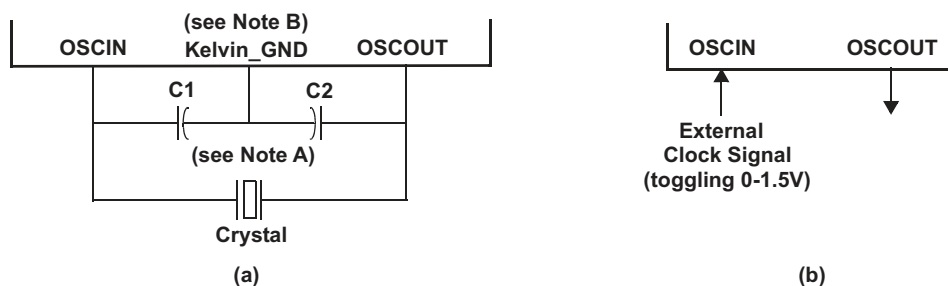 (see Note B)
OSCIN Kelvin_GND OSCOUT
C1 C2
(see Note A)
Crystal
(a)
OSCIN OSCOUT
External
Clock Signal
(toggling 0-1.5V)
(b)